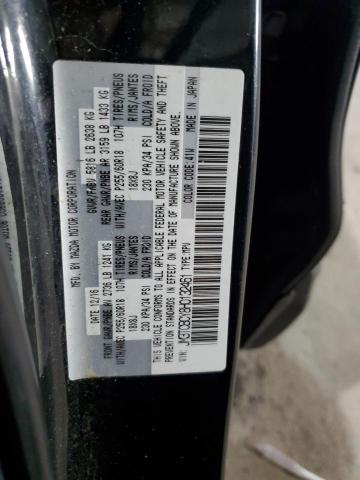 MFD. BY MAZDA MOTOR CORPORATION
DATE: 12/16 GVWR/PNBV 5816 LB 2638 KG
FRONT GAWR/PNBE AV 2736 LB 1241 KG REAR GAWR/PNBE AR 3159 LB 1433 KG
WITH/AVEC P255/60R18 107H TIRES/PNEUS WITH/AVEC P255/60R18 107H TIRES/PNEUS
18X8J RIMS/JANTES 18X8J RIMS/JANTES
230 KPA/34 PSI COLD/A FROID 230 KPA/34 PSI COLD/A FROID
THIS VEHICLE CONFORMS TO ALL APPLICABLE FEDERAL MOTOR VEHICLE SAFETY AND THEFT
PREVENTION STANDARDS IN EFFECT ON THE DATE OF MANUFACTURE SHOWN ABOVE.
JM3TCBCY8H0132451 TYPE:MPV COLOR CODE:41W MADE IN JAPAN